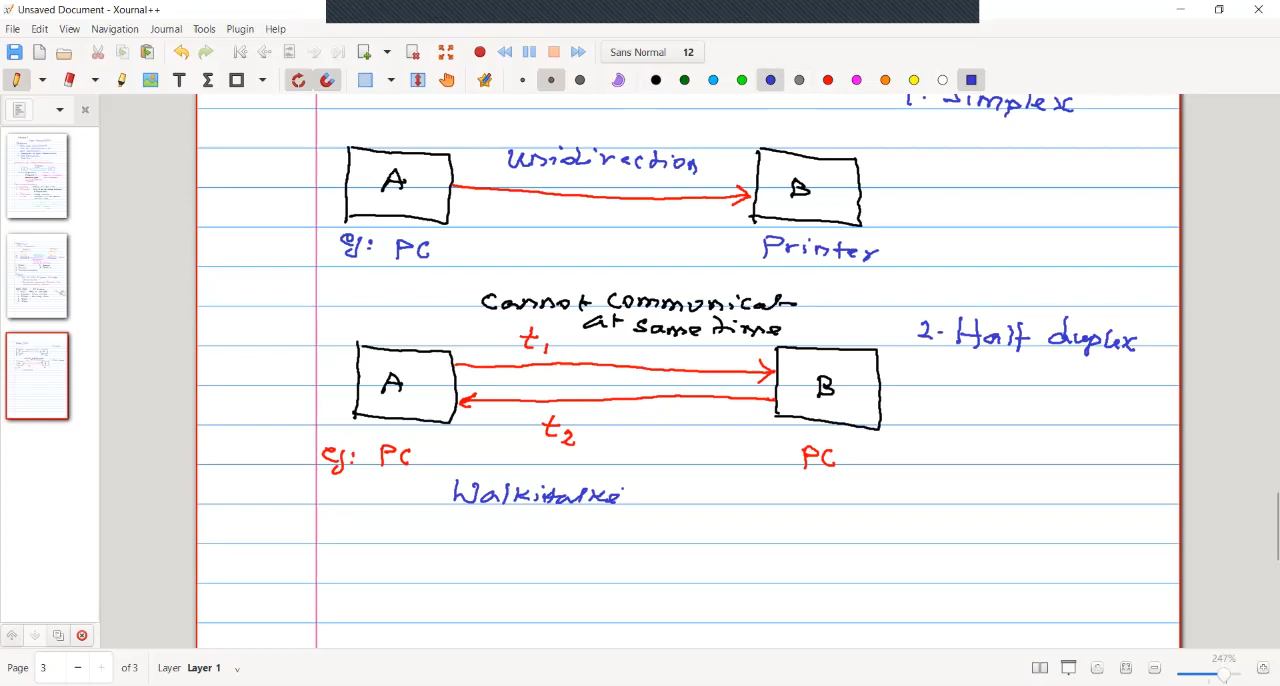 Unsaved Document - Xournal++
File Edit View Navigation Journal Tools Plugin Help
Sans Normal 12
1. Simplex
unidirection
A
B
eg: PC
Printer
Cannot communicat
at same time
2. Half duplex
t1
A
B
t2
eg: PC
PC
Walkitalke
247%
Page 3 of 3 Layer Layer 1